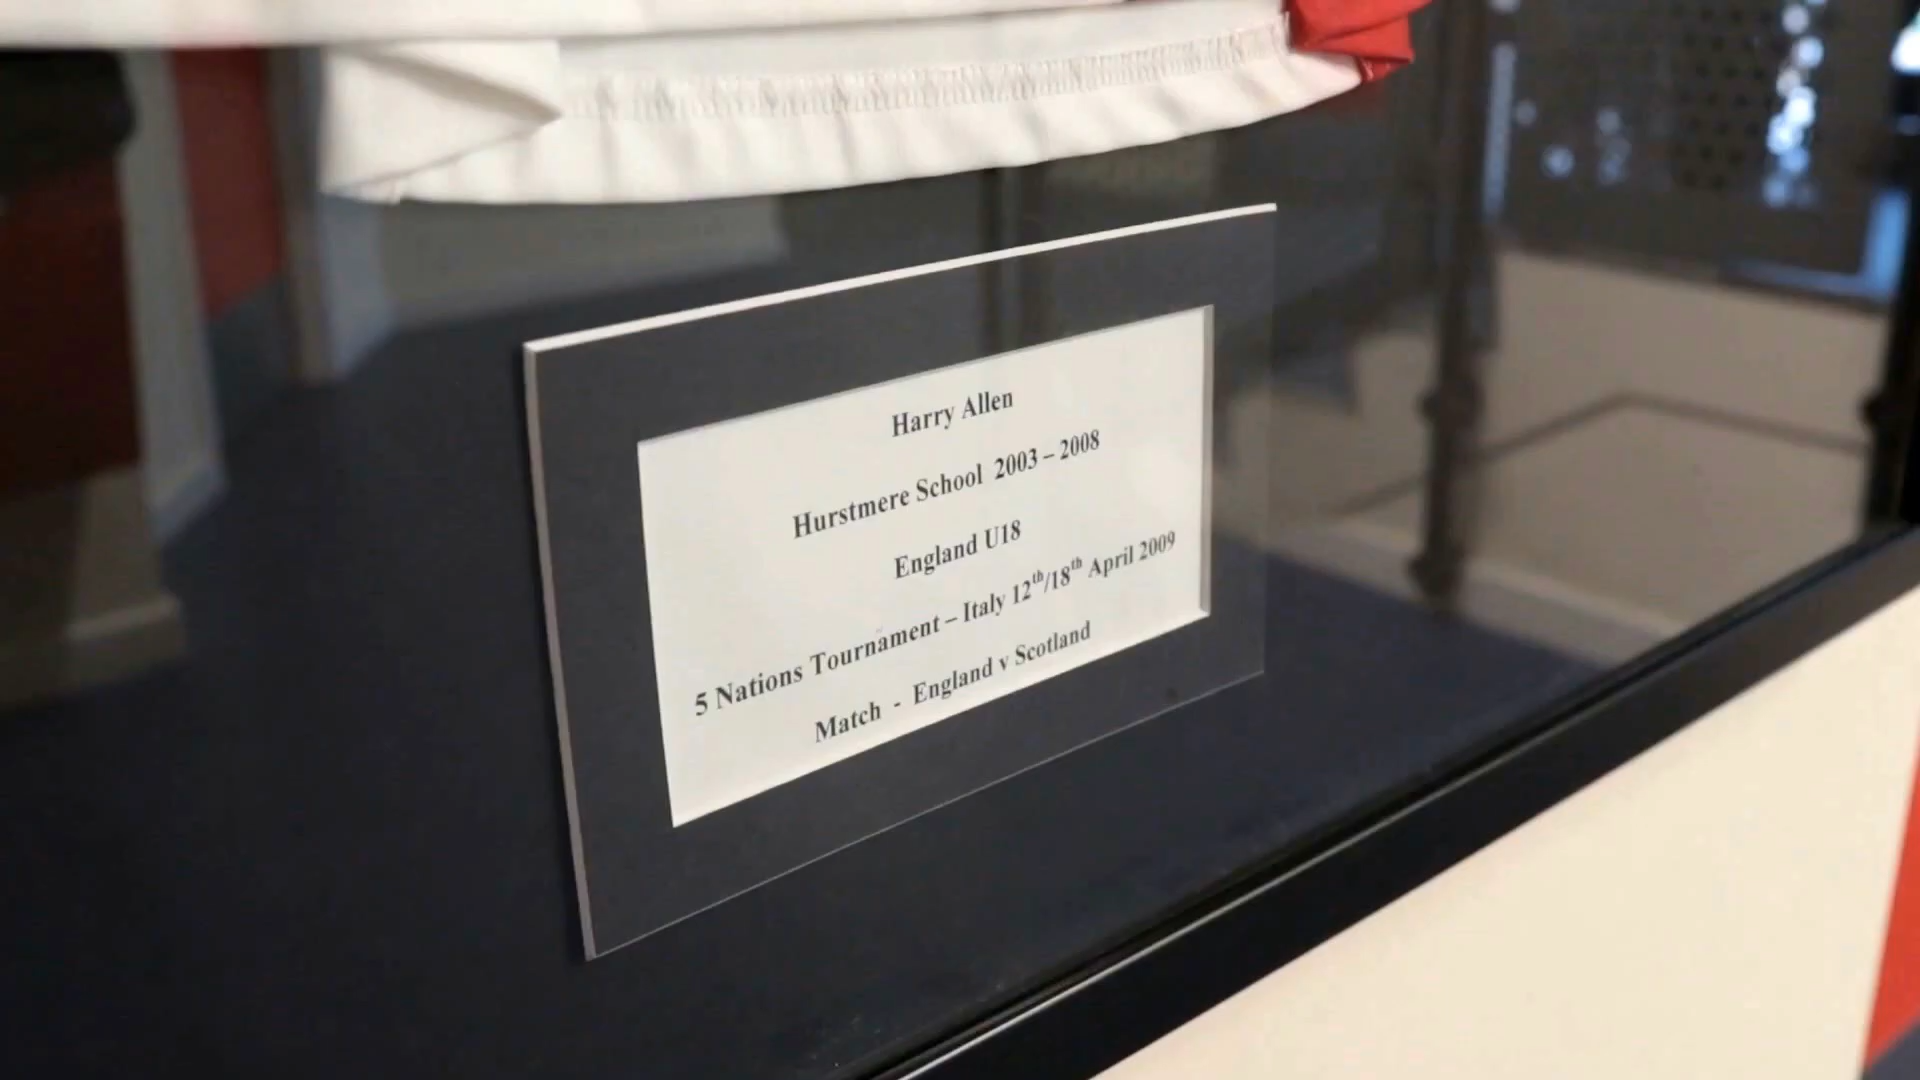 Harry Allen
Hurstmere School 2003 – 2008
England U18
5 Nations Tournament – Italy 12th/18th April 2009
Match - England v Scotland